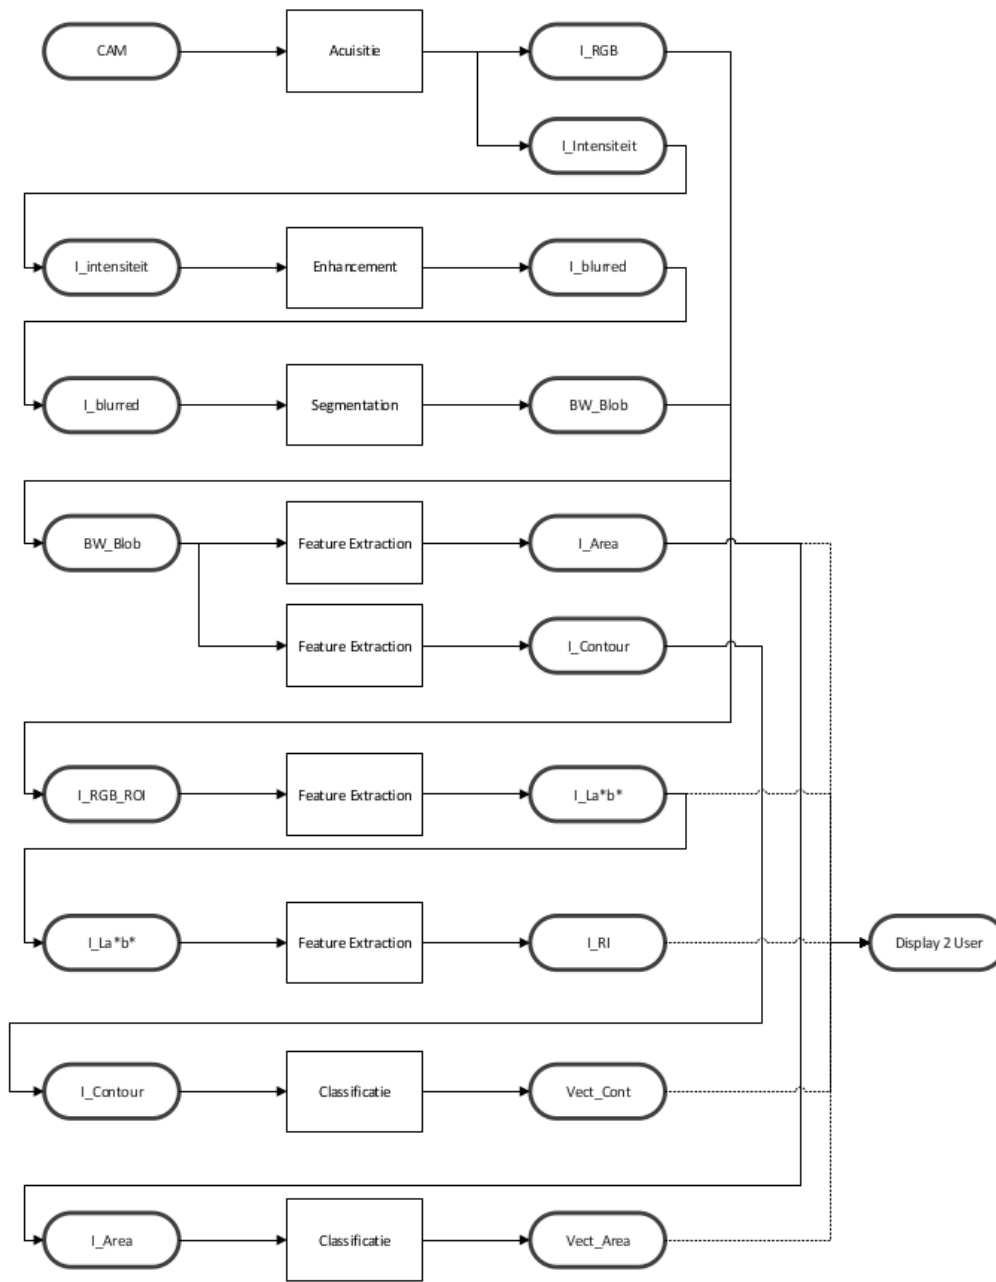 CAM
Acuisitie
I_RGB
I_Intensiteit
I_intensiteit
Enhancement
I_blurred
I_blurred
Segmentation
BW_Blob
BW_Blob
Feature Extraction
I_Area
Feature Extraction
I_Contour
I_RGB_ROI
Feature Extraction
I_La*b*
I_La*b*
Feature Extraction
I_RI
Display 2 User
I_Contour
Classificatie
Vect_Cont
I_Area
Classificatie
Vect_Area